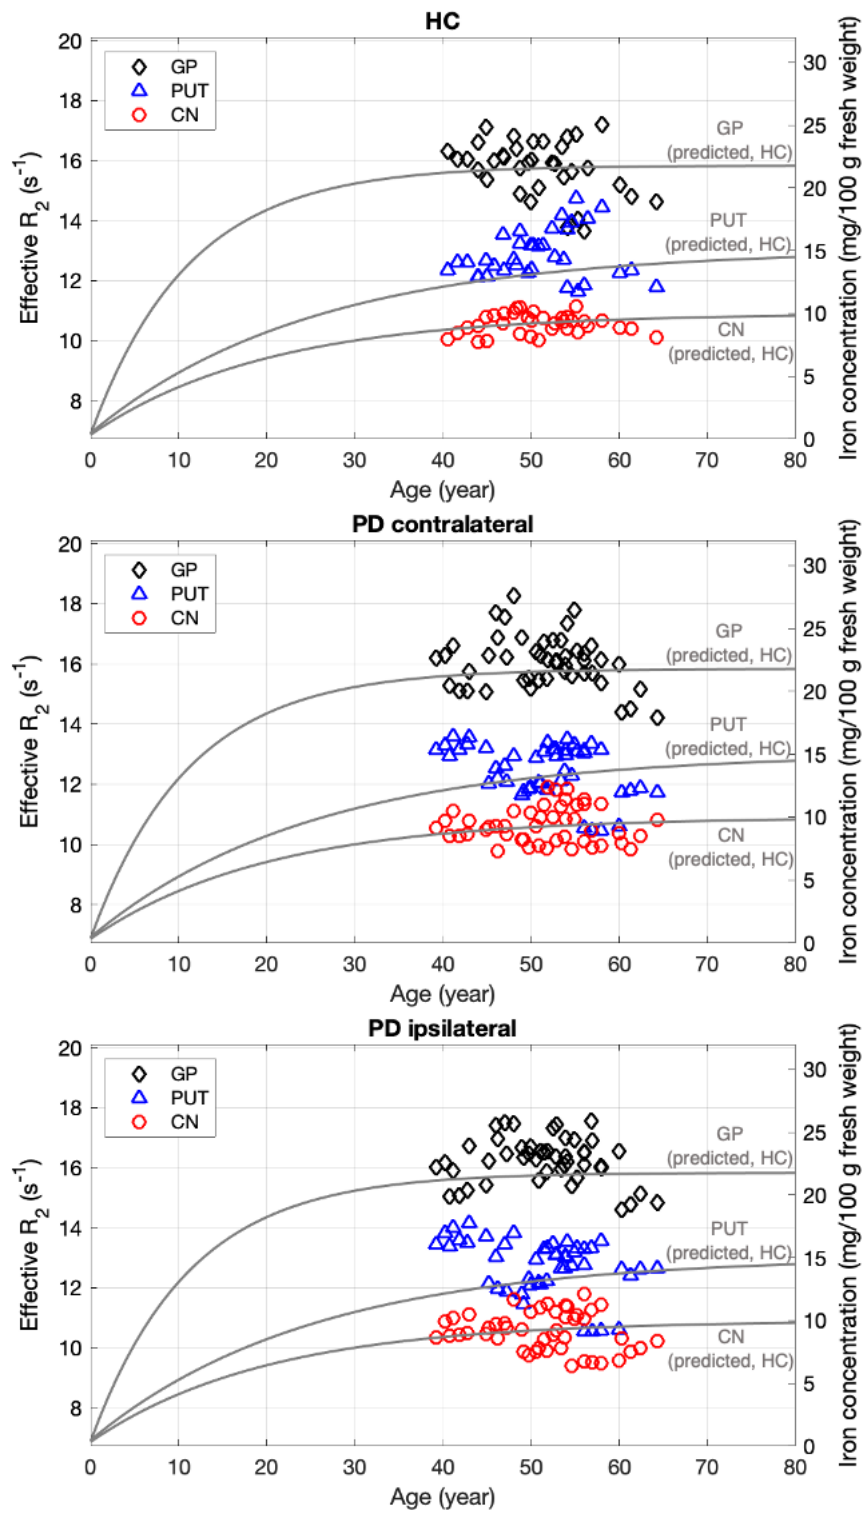 HC
20
18
16
14
12
10
8
Effective R2 (s-1)
GP
PUT
CN
GP
(predicted, HC)
PUT
(predicted, HC)
CN
(predicted, HC)
30
25
20
15
10
5
0
Iron concentration (mg/100 g fresh weight)
0 10 20 30 40 50 60 70 80
Age (year)
PD contralateral
20
18
16
14
12
10
8
Effective R2 (s-1)
GP
PUT
CN
GP
(predicted, HC)
PUT
(predicted, HC)
CN
(predicted, HC)
30
25
20
15
10
5
0
Iron concentration (mg/100 g fresh weight)
0 10 20 30 40 50 60 70 80
Age (year)
PD ipsilateral
20
18
16
14
12
10
8
Effective R2 (s-1)
GP
PUT
CN
GP
(predicted, HC)
PUT
(predicted, HC)
CN
(predicted, HC)
30
25
20
15
10
5
0
Iron concentration (mg/100 g fresh weight)
0 10 20 30 40 50 60 70 80
Age (year)